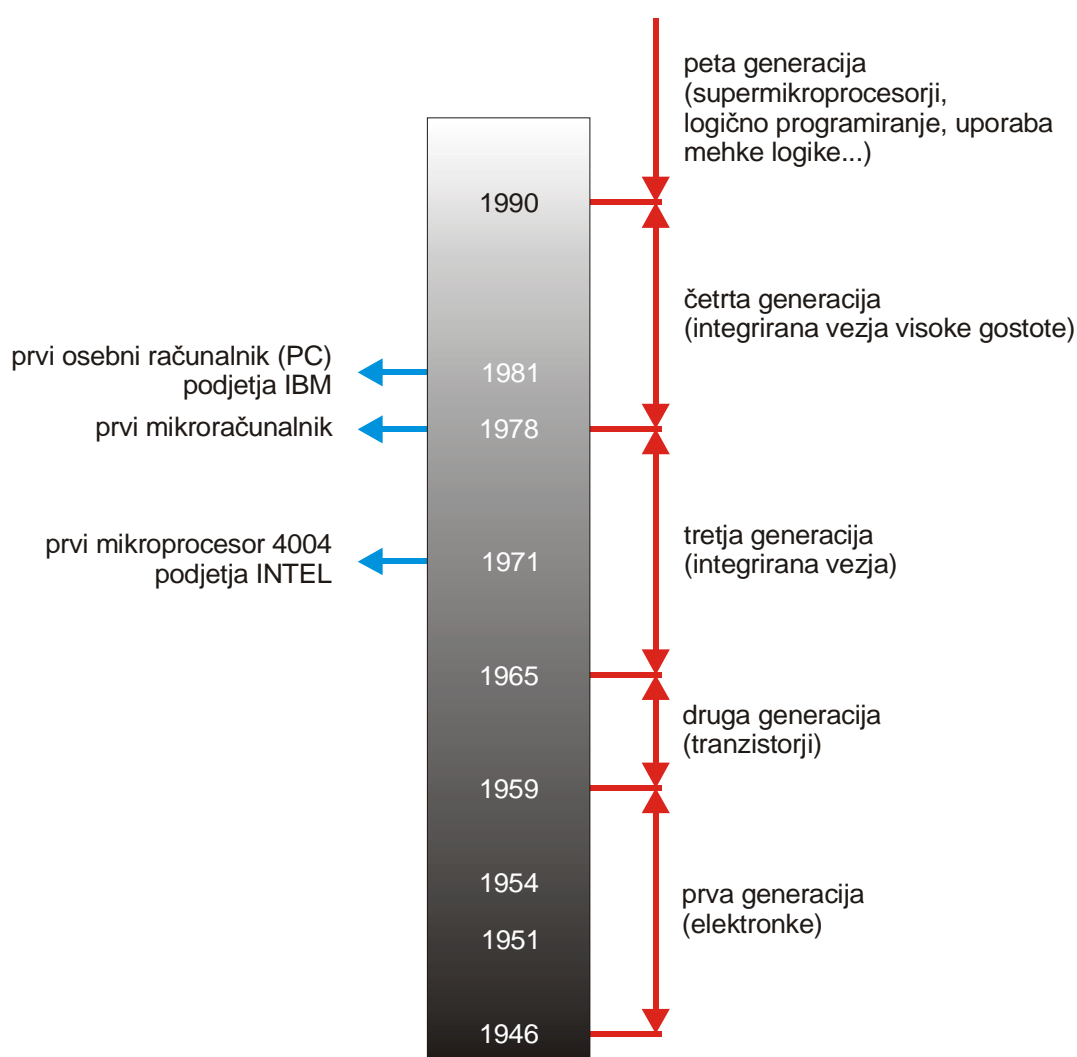 peta generacija
(supermikroprocesorji,
logično programiranje, uporaba
mehke logike...)
1990
četrta generacija
(integrirana vezja visoke gostote)
prvi osebni računalnik (PC)
podjetja IBM
1981
prvi mikroračunalnik
1978
tretja generacija
(integrirana vezja)
prvi mikroprocesor 4004
podjetja INTEL
1971
1965
druga generacija
(tranzistorji)
1959
1954
prva generacija
(elektronke)
1951
1946